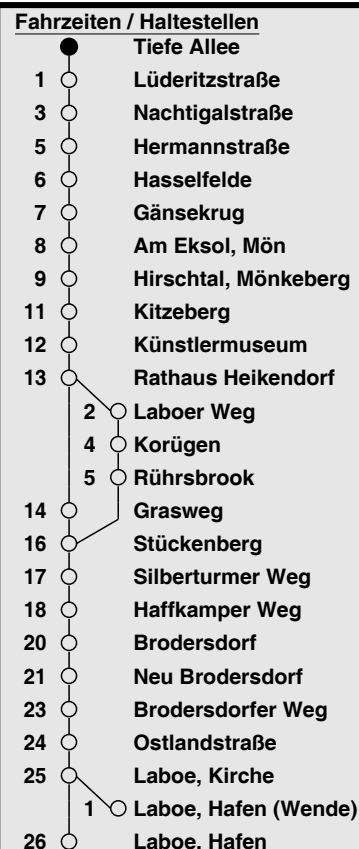 Fahrzeiten / Haltestellen
Tiefe Allee
1 Lüderitzstraße
3 Nachtigalstraße
5 Hermannstraße
6 Hasselfelde
7 Gänsekrug
8 Am Eksol, Mön
9 Hirschtal, Mönkeberg
11 Kitzeberg
12 Künstlermuseum
13 Rathaus Heikendorf
2 Laboer Weg
4 Korügen
5 Rührsbrook
14 Grasweg
16 Stückenberg
17 Silberturmer Weg
18 Haffkamper Weg
20 Brodersdorf
21 Neu Brodersdorf
23 Brodersdorfer Weg
24 Ostlandstraße
25 Laboe, Kirche
1 Laboe, Hafen (Wende)
26 Laboe, Hafen